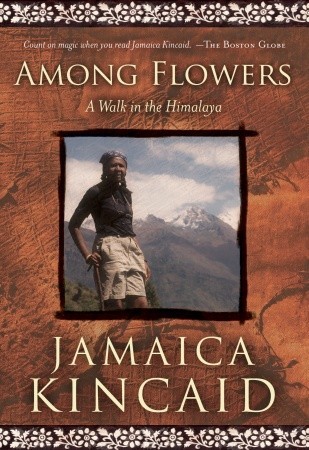 Count on magic when you read Jamaica Kincaid. —The Boston Globe
Among Flowers
A Walk in the Himalaya
Jamaica
Kincaid